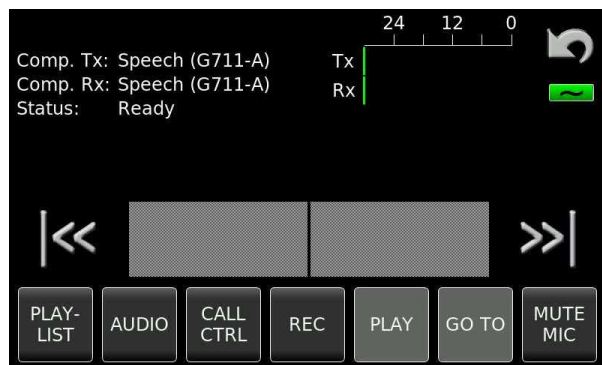 24 12 0
Comp. Tx: Speech (G711-A) Tx
Comp. Rx: Speech (G711-A) Rx
Status: Ready
|<< >>|
PLAY-
LIST
AUDIO
CALL
CTRL
REC
PLAY
GO TO
MUTE
MIC